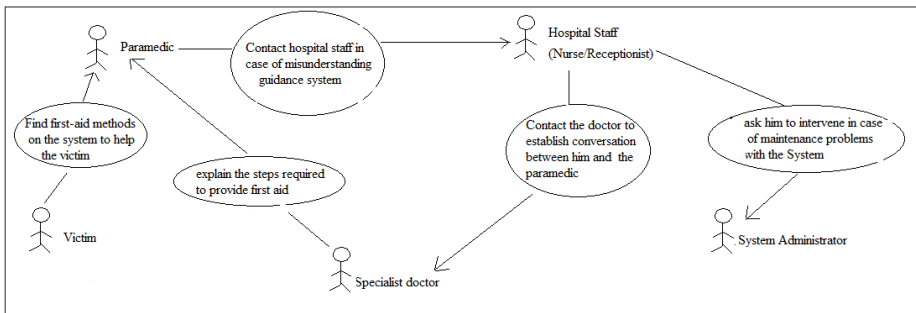 Paramedic
Contact hospital staff in
case of misunderstanding
guidance system
Hospital Staff
(Nurse/Receptionist)
Find first-aid methods
on the system to help
the victim
explain the steps required
to provide first aid
Contact the doctor to
establish conversation
between him and the
paramedic
ask him to intervene in case
of maintenance problems
with the System
Victim
Specialist doctor
System Administrator